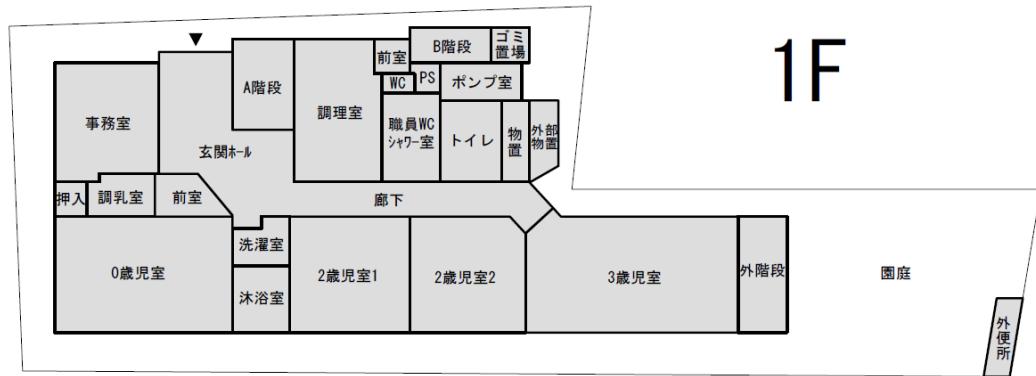 1F
▼
B階段
ゴミ
置場
前室
A階段
WC
PS
ポンプ室
調理室
事務室
職員WC
シャワー室
トイレ
物置
外部
物置
玄関ホール
押入
調乳室
前室
廊下
洗濯室
0歳児室
2歳児室1
2歳児室2
3歳児室
外階段
園庭
沐浴室
外便所